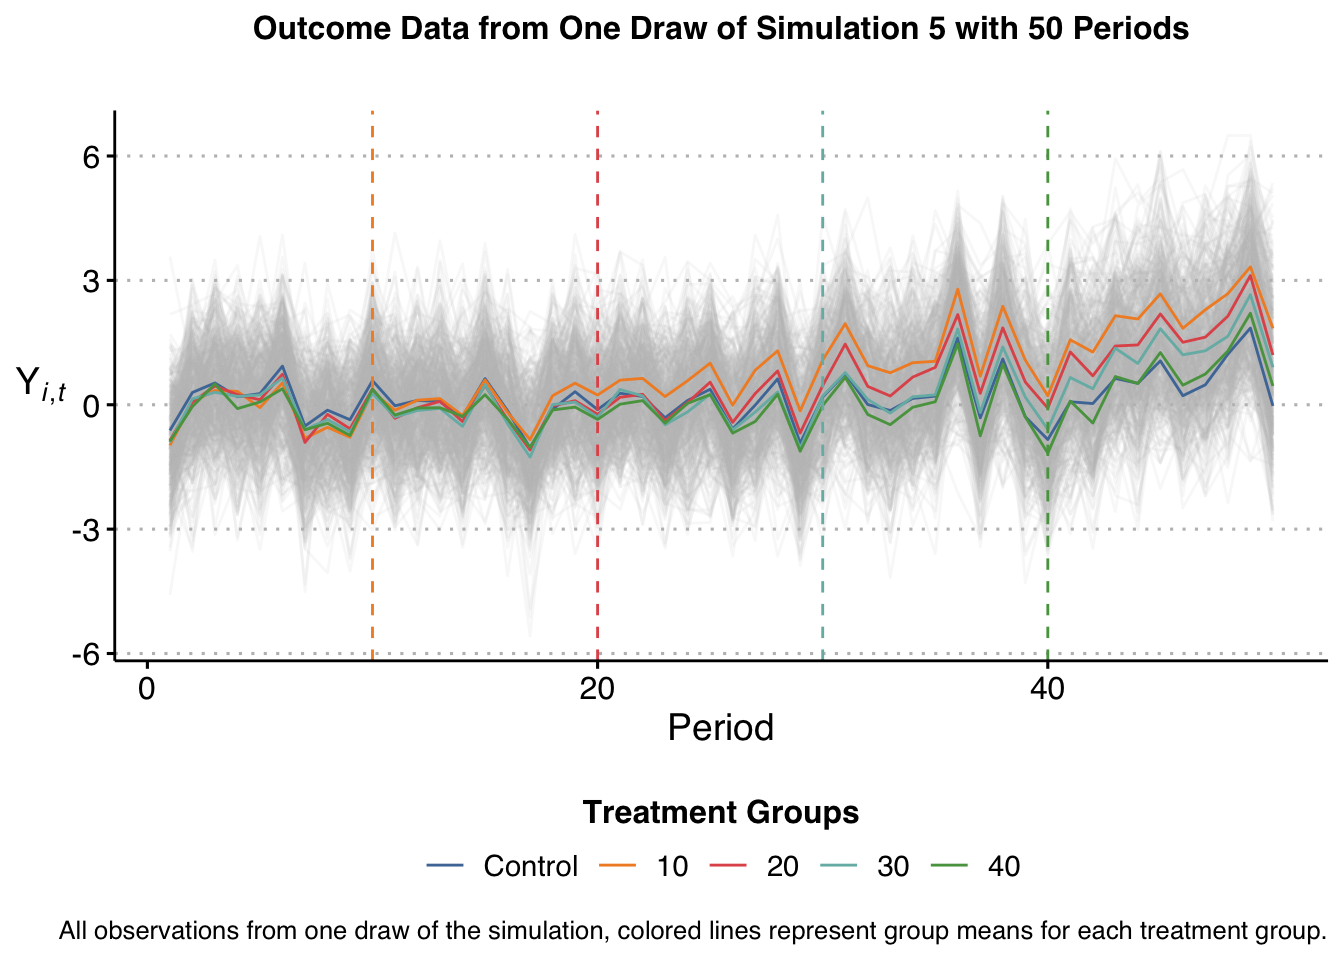 Outcome Data from One Draw of Simulation 5 with 50 Periods
6
3
0
-3
-6
Y i,t
0 20 40
Period
Treatment Groups
Control 10 20 30 40
All observations from one draw of the simulation, colored lines represent group means for each treatment group.